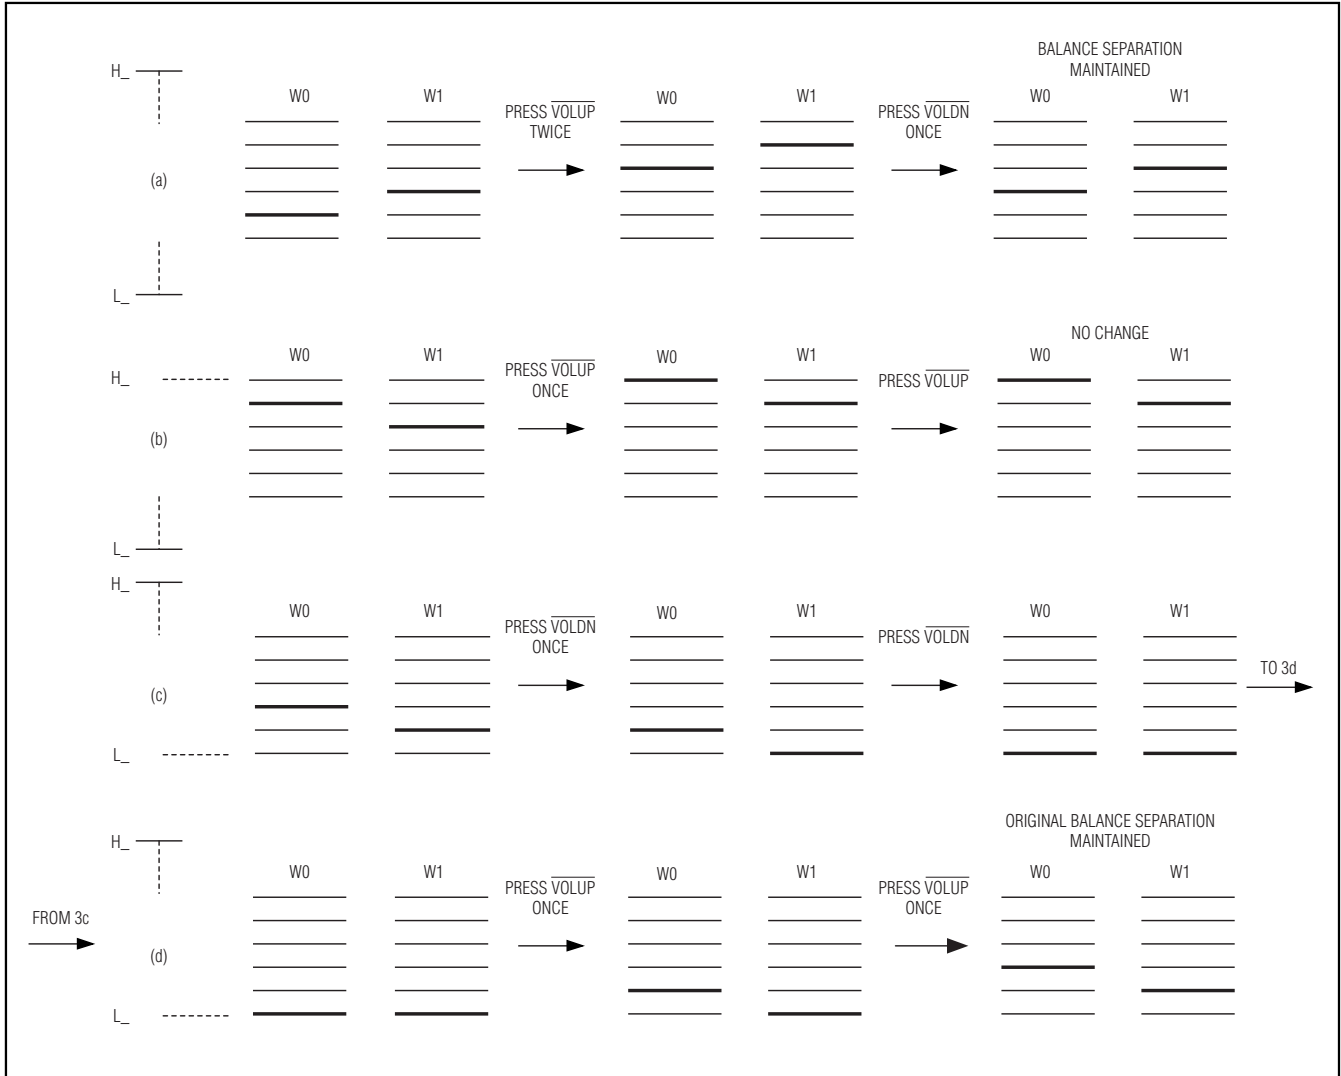 BALANCE SEPARATION
MAINTAINED
H_
W0
W1
PRESS VOLUP
TWICE
W0
W1
PRESS VOLDN
ONCE
W0
W1
(a)
L_
NO CHANGE
H_
W0
W1
PRESS VOLUP
ONCE
W0
W1
PRESS VOLUP
W0
W1
(b)
L_
H_
W0
W1
PRESS VOLDN
ONCE
W0
W1
PRESS VOLDN
W0
W1
(c)
TO 3d
L_
ORIGINAL BALANCE SEPARATION
MAINTAINED
H_
W0
W1
PRESS VOLUP
ONCE
W0
W1
PRESS VOLUP
ONCE
W0
W1
FROM 3c
(d)
L_